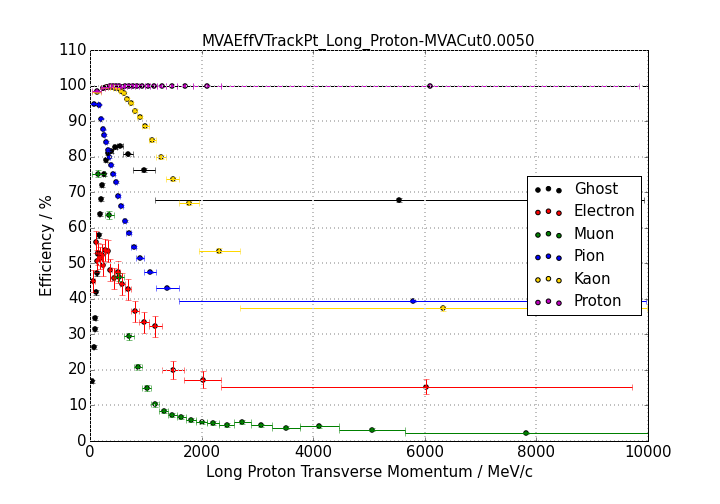 MVAEffVTrackPt_Long_Proton-MVACut0.0050
110
100
90
80
70
60
50
40
30
20
10
0
Efficiency / %
Ghost
Electron
Muon
Pion
Kaon
Proton
0 2000 4000 6000 8000 10000
Long Proton Transverse Momentum / MeV/c